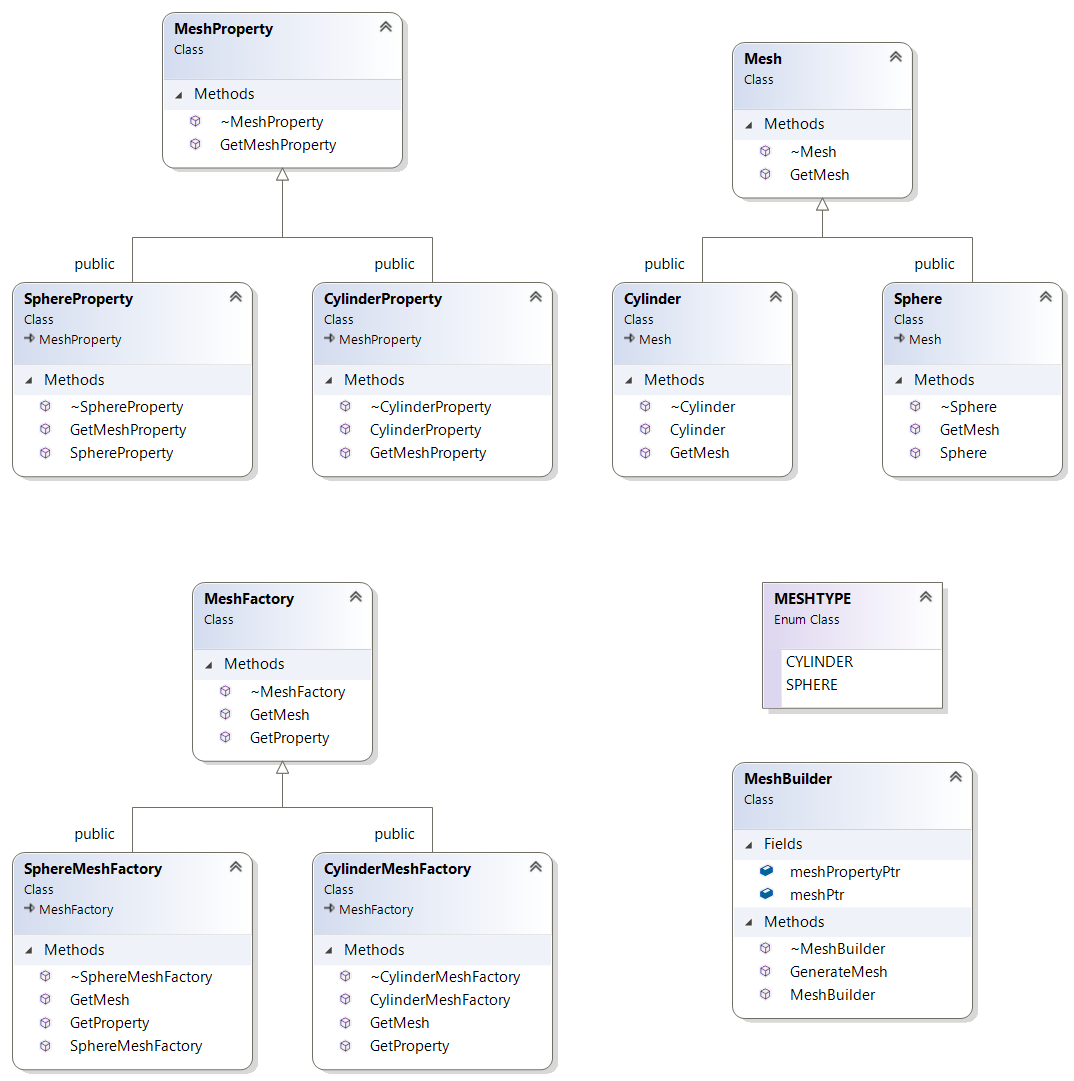 MeshProperty
Class
Methods
~MeshProperty
GetMeshProperty
Mesh
Class
Methods
~Mesh
GetMesh
public
public
public
public
SphereProperty
Class
MeshProperty
Methods
~SphereProperty
GetMeshProperty
SphereProperty
CylinderProperty
Class
MeshProperty
Methods
~CylinderProperty
CylinderProperty
GetMeshProperty
Cylinder
Class
Mesh
Methods
~Cylinder
Cylinder
GetMesh
Sphere
Class
Mesh
Methods
~Sphere
GetMesh
Sphere
MeshFactory
Class
Methods
~MeshFactory
GetMesh
GetProperty
MESHTYPE
Enum Class
CYLINDER
SPHERE
public
public
SphereMeshFactory
Class
MeshFactory
Methods
~SphereMeshFactory
GetMesh
GetProperty
SphereMeshFactory
CylinderMeshFactory
Class
MeshFactory
Methods
~CylinderMeshFactory
CylinderMeshFactory
GetMesh
GetProperty
MeshBuilder
Class
Fields
meshPropertyPtr
meshPtr
Methods
~MeshBuilder
GenerateMesh
MeshBuilder